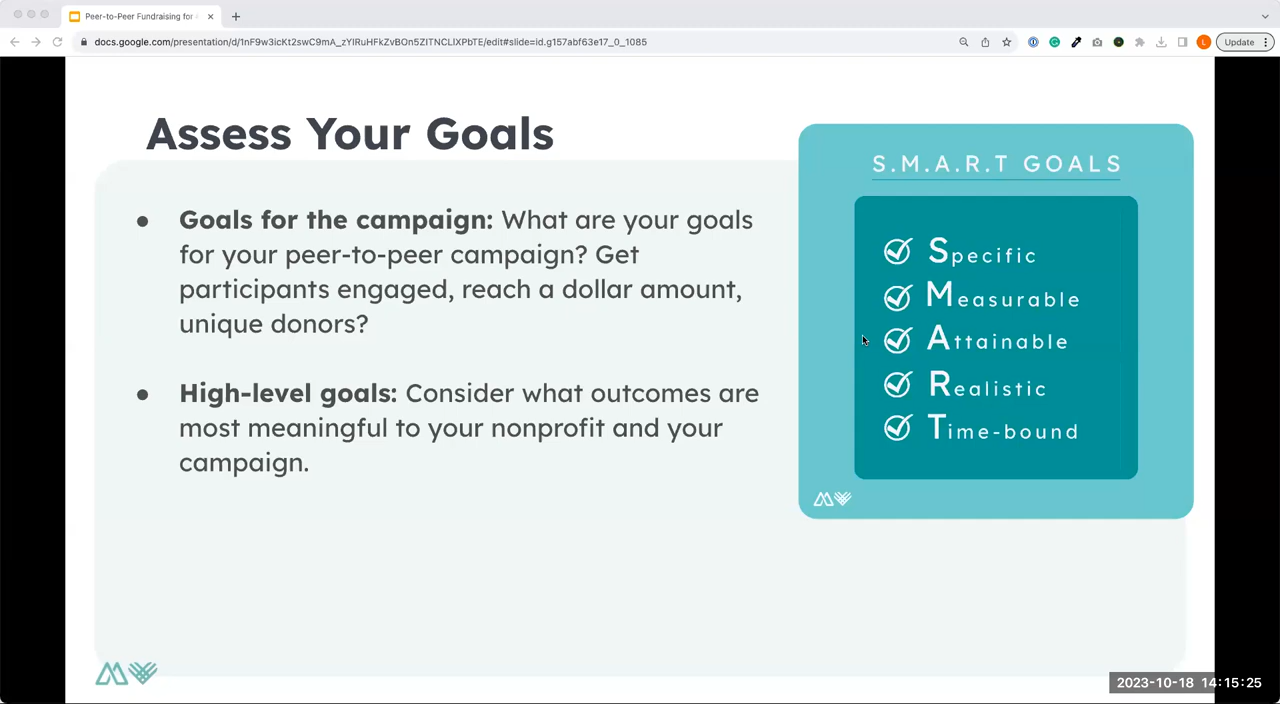 Peer-to-Peer Fundraising for
docs.google.com/presentation/d/1nF9w3icKt2swC9mA_zYlRuHFkZvBOn5ZITNCLlXPbTE/edit#slide=id.g157abf63e17_0_1085
L
Update
Assess Your Goals
Goals for the campaign: What are your goals
for your peer-to-peer campaign? Get
participants engaged, reach a dollar amount,
unique donors?
High-level goals: Consider what outcomes are
most meaningful to your nonprofit and your
campaign.
S.M.A.R.T GOALS
Specific
Measurable
Attainable
Realistic
Time-bound
2023-10-18 14:15:25